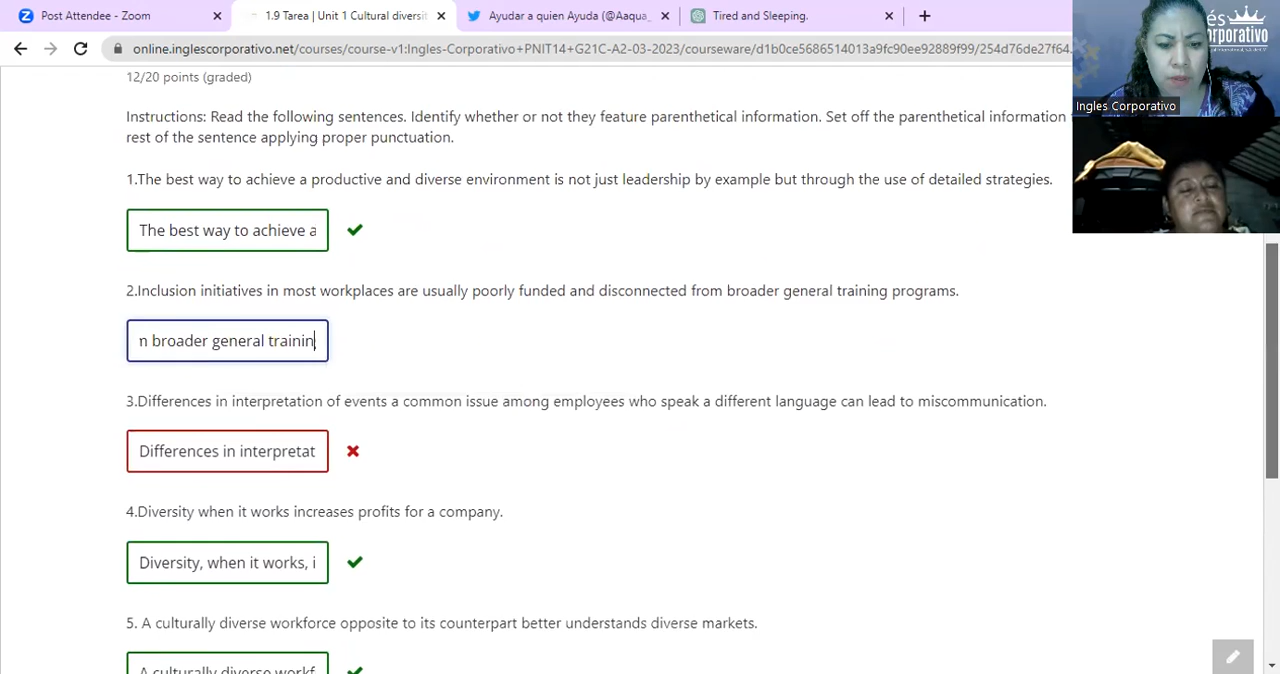 Post Attendee - Zoom
1.9 Tarea | Unit 1 Cultural diversit
Ayudar a quien Ayuda (@Aaqua_
Tired and Sleeping.
online.inglescorporativo.net/courses/course-v1:Ingles-Corporativo+PNIT14+G21C-A2-03-2023/courseware/d1b0ce5686514013a9fc90ee92889f99/254d76de27f64
és
orporativo
Ingles Corporativo
12/20 points (graded)
Instructions: Read the following sentences. Identify whether or not they feature parenthetical information. Set off the parenthetical information
rest of the sentence applying proper punctuation.
1.The best way to achieve a productive and diverse environment is not just leadership by example but through the use of detailed strategies.
The best way to achieve a
2.Inclusion initiatives in most workplaces are usually poorly funded and disconnected from broader general training programs.
n broader general trainin
3.Differences in interpretation of events a common issue among employees who speak a different language can lead to miscommunication.
Differences in interpretat
4.Diversity when it works increases profits for a company.
Diversity, when it works, i
5. A culturally diverse workforce opposite to its counterpart better understands diverse markets.
A culturally diverse workf